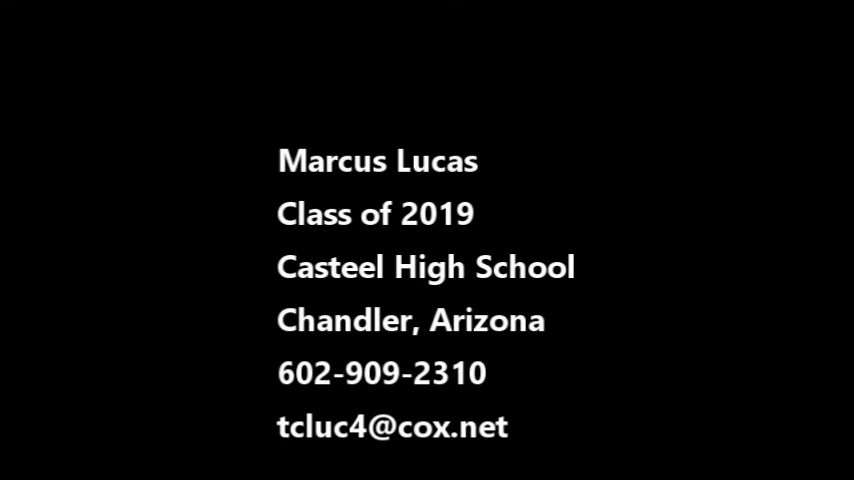 Marcus Lucas
Class of 2019
Casteel High School
Chandler, Arizona
602-909-2310
tcluc4@cox.net